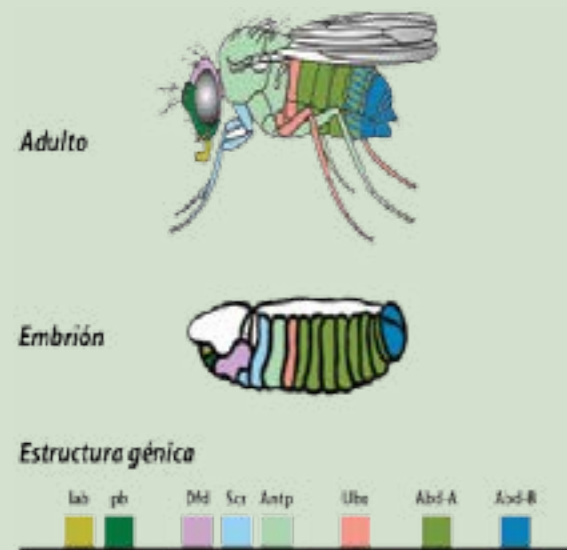 Adulto
Embrión
Estructura génica
lab pb Dfd Scr Antp Ubx Abd-A Abd-B